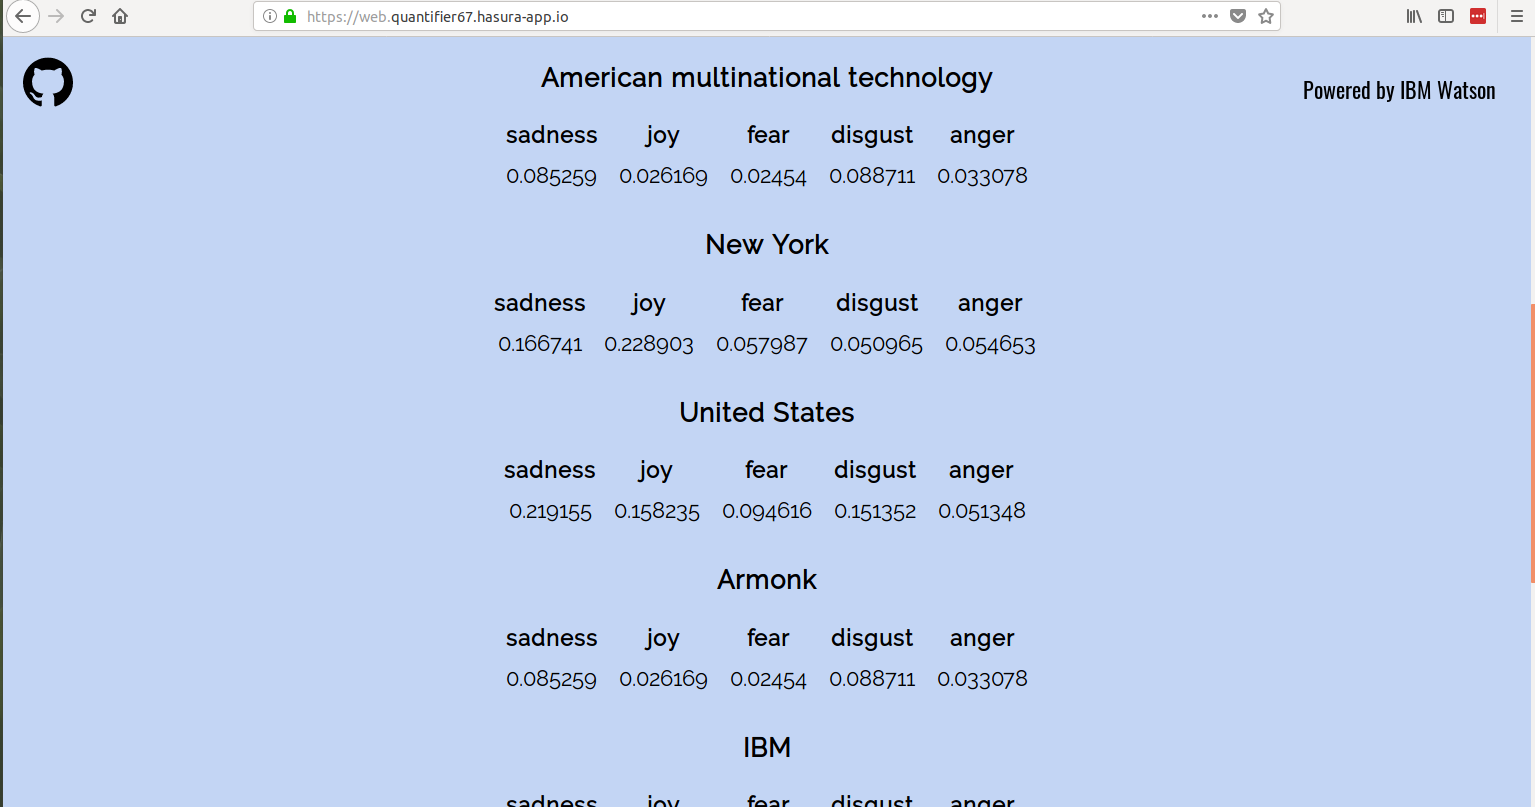 https://web.quantifier67.hasura-app.io
American multinational technology
Powered by IBM Watson
sadness joy fear disgust anger
0.085259 0.026169 0.02454 0.088711 0.033078
New York
sadness joy fear disgust anger
0.166741 0.228903 0.057987 0.050965 0.054653
United States
sadness joy fear disgust anger
0.219155 0.158235 0.094616 0.151352 0.051348
Armonk
sadness joy fear disgust anger
0.085259 0.026169 0.02454 0.088711 0.033078
IBM
sadness joy fear disgust anger